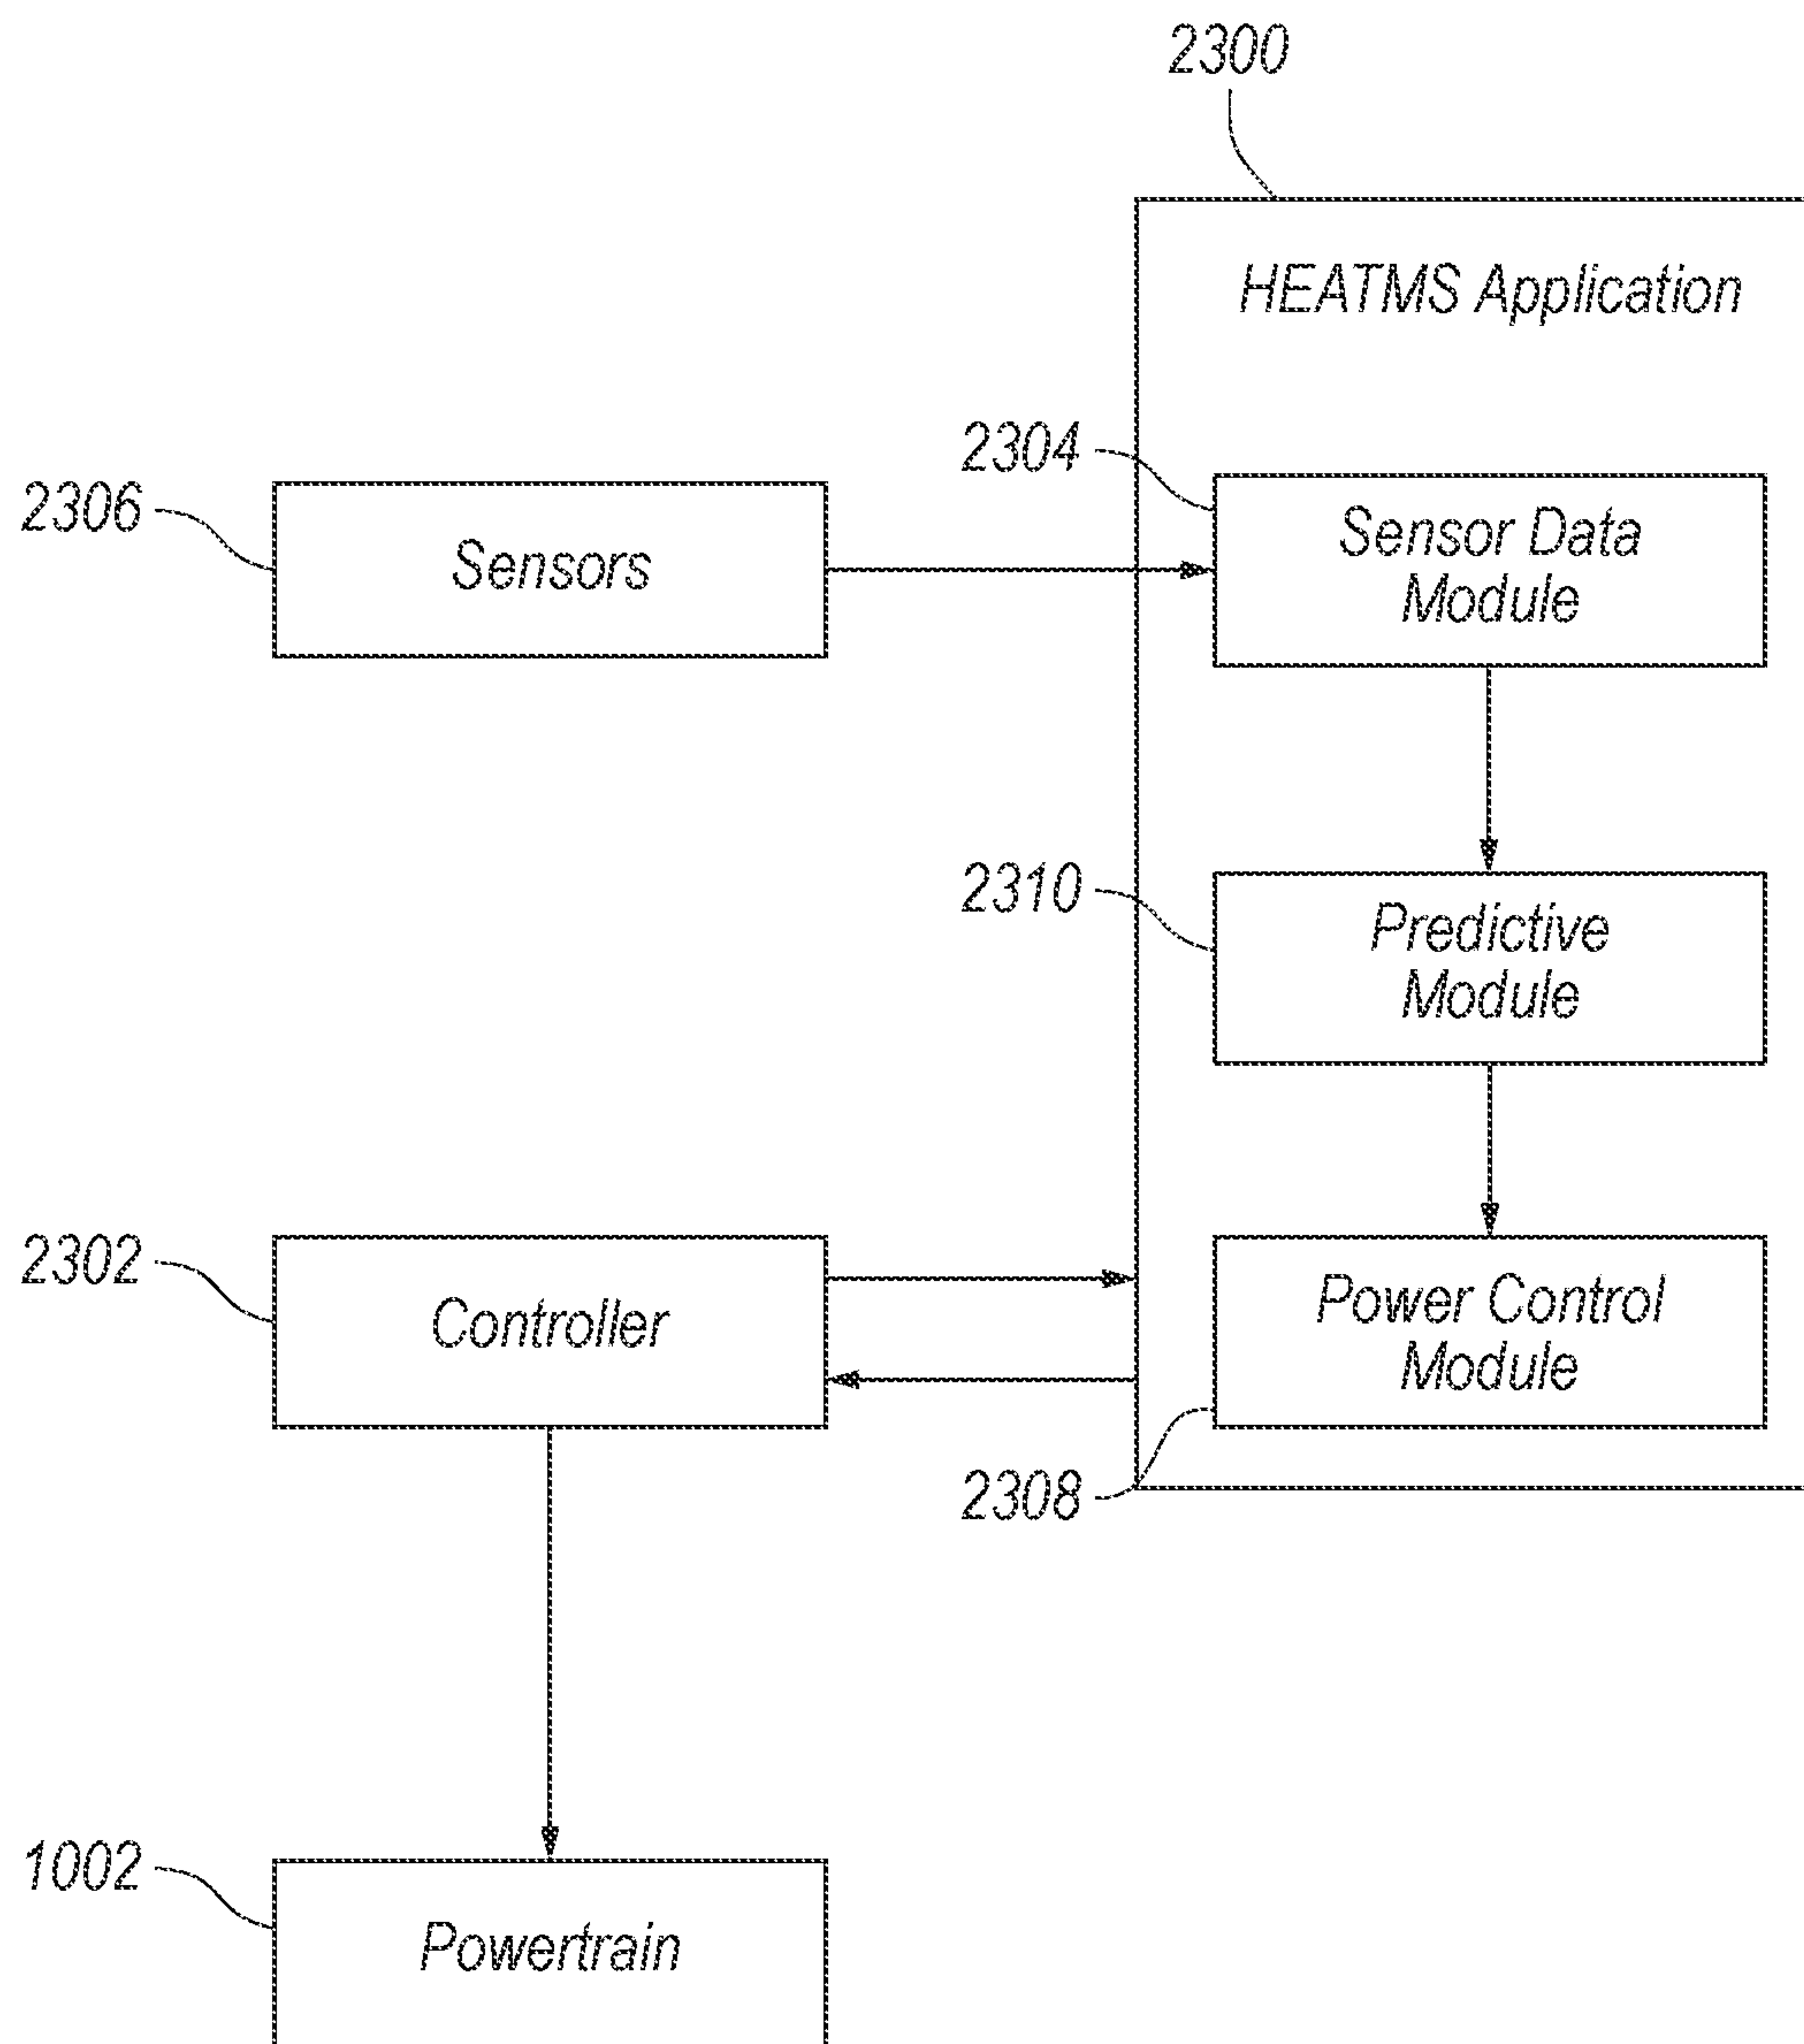 2300
HEATMS Application
2304
2306
Sensors
Sensor Data
Module
2310
Predictive
Module
2302
Controller
Power Control
Module
2308
1002
Powertrain